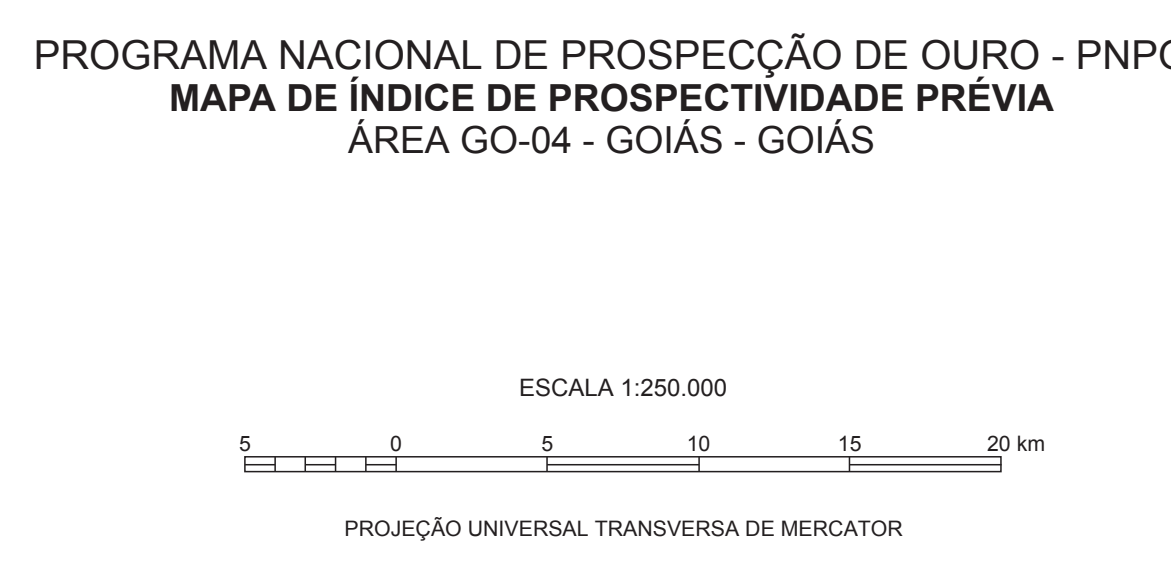 PROGRAMA NACIONAL DE PROSPECÇÃO DE OURO - PNPO
MAPA DE ÍNDICE DE PROSPECTIVIDADE PRÉVIA
ÁREA GO-04 - GOIÁS - GOIÁS
ESCALA 1:250.000
5 0 5 10 15 20 km
PROJEÇÃO UNIVERSAL TRANSVERSA DE MERCATOR